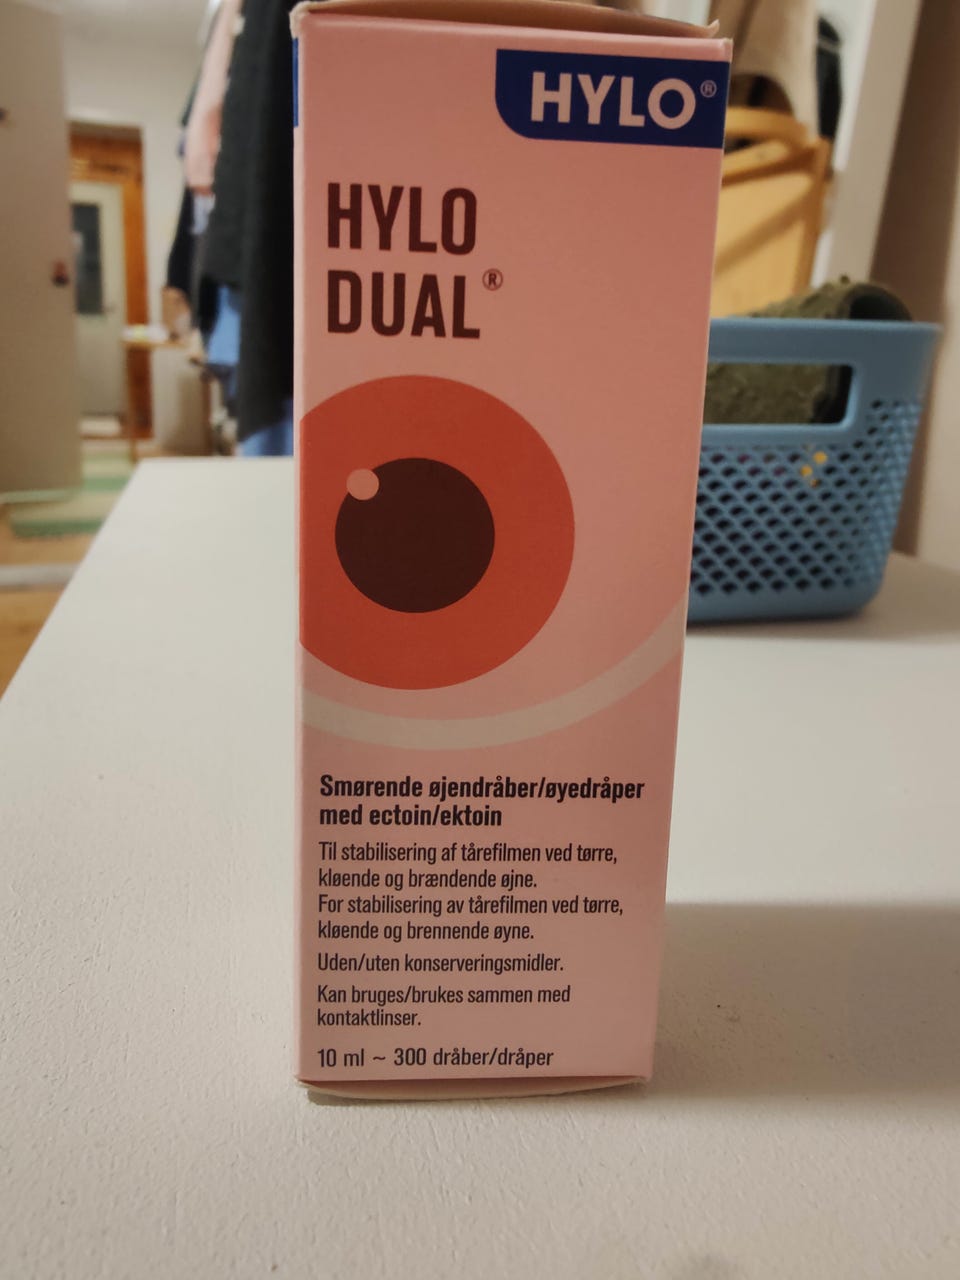 HYLO®
HYLO
DUAL®
Smørende øjendråber/øyedråper
med ectoin/ektoin
Til stabilisering af tårefilmen ved tørre,
kløende og brændende øjne.
For stabilisering av tårefilmen ved tørre,
kløende og brennende øyne.
Uden/uten konserveringsmidler.
Kan bruges/brukes sammen med
kontaktlinser.
10 ml ~ 300 dråber/dråper